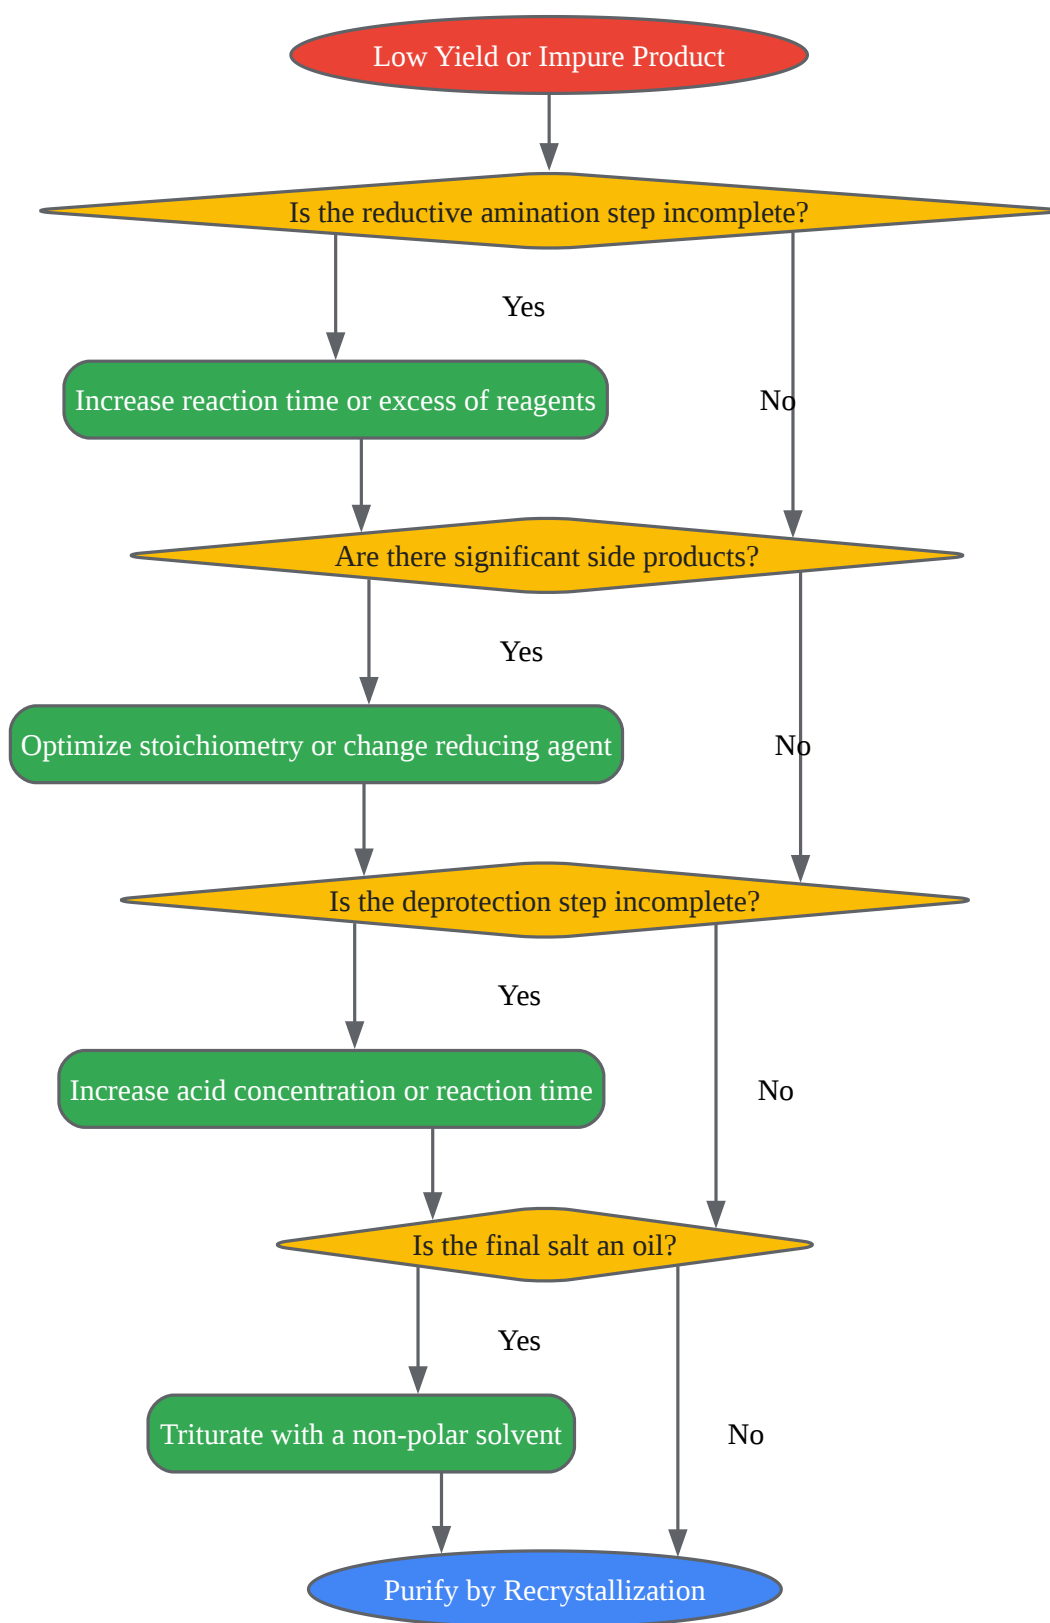 Low Yield or Impure Product
Is the reductive amination step incomplete?
Yes
Increase reaction time or excess of reagents
No
Are there significant side products?
Yes
Optimize stoichiometry or change reducing agent
No
Is the deprotection step incomplete?
Yes
Increase acid concentration or reaction time
No
Is the final salt an oil?
Yes
Triturate with a non-polar solvent
No
Purify by Recrystallization